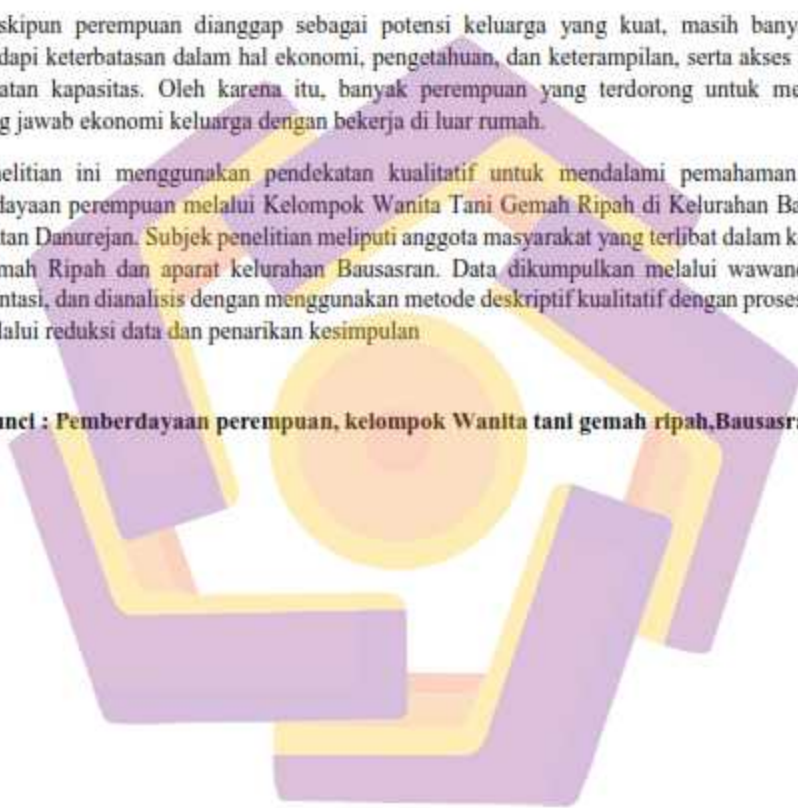 skipun perempuan dianggap sebagai potensi keluarga yang kuat, masih bany
dapi keterbatasan dalam hal ekonomi, pengetahuan, dan keterampilan, serta akses
atan kapasitas. Oleh karena itu, banyak perempuan yang terdorong untuk me
g jawab ekonomi keluarga dengan bekerja di luar rumah.
nelitian ini menggunakan pendekatan kualitatif untuk mendalami pemahaman
dayaan perempuan melalui Kelompok Wanita Tani Gemah Ripah di Kelurahan Ba
tan Danurejan. Subjek penelitian meliputi anggota masyarakat yang terlibat dalam k
mah Ripah dan aparat kelurahan Bausasran. Data dikumpulkan melalui wawan
ntasi, dan dianalisis dengan menggunakan metode deskriptif kualitatif dengan proses
lalui reduksi data dan penarikan kesimpulan
unci : Pemberdayaan perempuan, kelompok Wanita tani gemah ripah,Bausasra